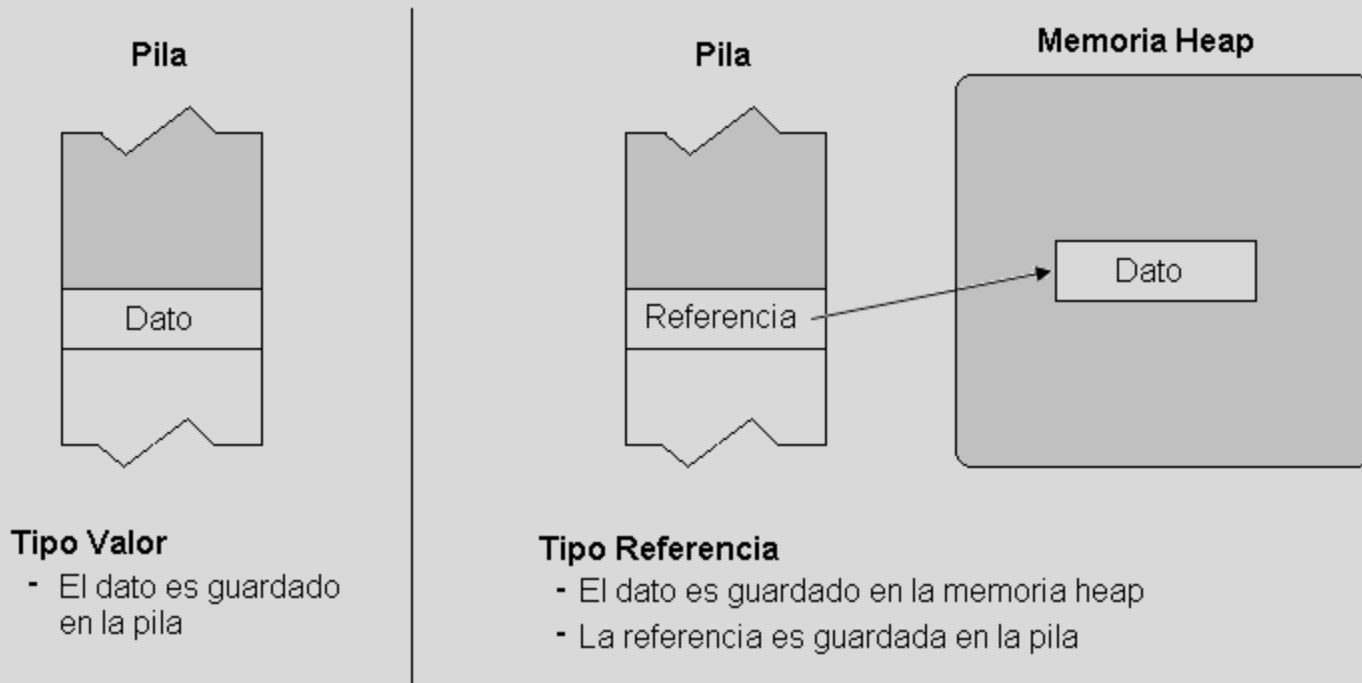 Pila
Dato
Tipo Valor
- El dato es guardado
en la pila
Pila
Memoria Heap
Referencia
Dato
Tipo Referencia
- El dato es guardado en la memoria heap
- La referencia es guardada en la pila